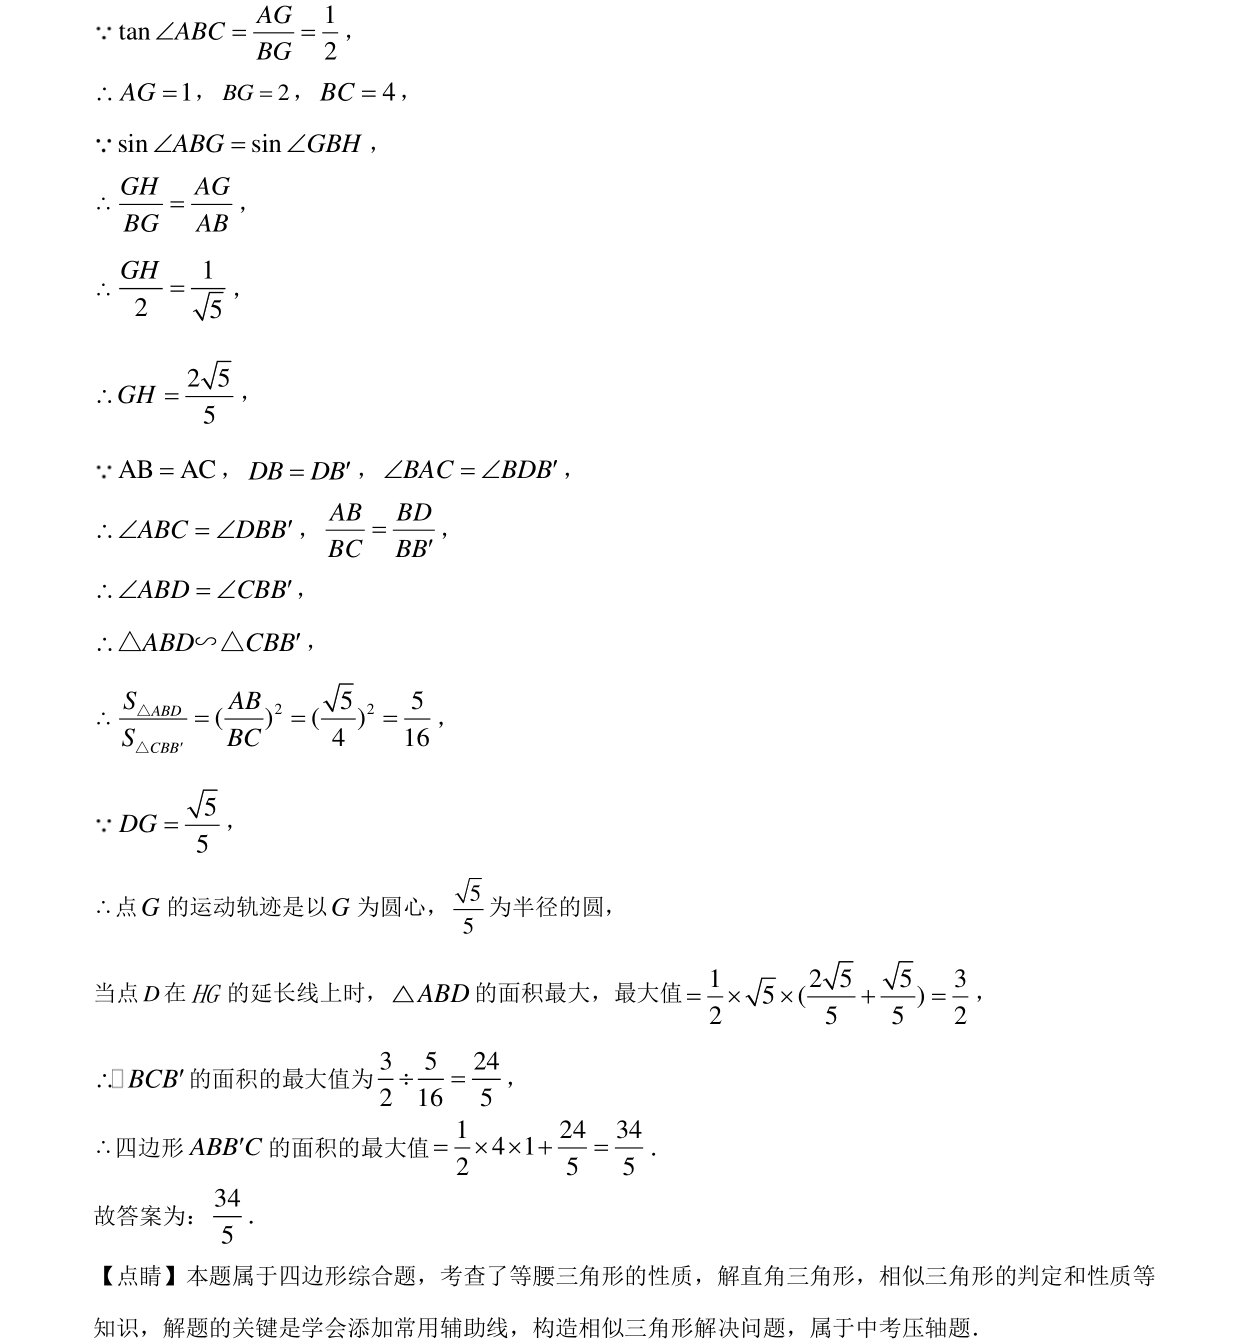 ∵tan∠ABC = AG/BG = 1/2，
∴AG = 1，BG = 2，BC = 4，
∵sin∠ABG = sin∠GBH，
∴GH/BG = AG/AB，
∴GH/2 = 1/√5，
∴GH = 2√5/5，
∵AB = AC，DB = DB′，∠BAC = ∠BDB′，
∴∠ABC = ∠DBB′，AB/BC = BD/BB′，
∴∠ABD = ∠CBB′，
∴△ABD∽△CBB′，
∴S△ABD/S△CBB′ = (AB/BC)² = (√5/4)² = 5/16，
∵DG = √5/5，
∴点G的运动轨迹是以G为圆心，√5/5为半径的圆，
当点D在HG的延长线上时，△ABD的面积最大，最大值 = 1/2 × √5 × (2√5/5 + √5/5) = 3/2，
∴□BCB′的面积的最大值为3/2 ÷ 5/16 = 24/5，
∴四边形ABB′C的面积的最大值 = 1/2 × 4 × 1 + 24/5 = 34/5．
故答案为：34/5．
【点睛】本题属于四边形综合题，考查了等腰三角形的性质，解直角三角形，相似三角形的判定和性质等
知识，解题的关键是学会添加常用辅助线，构造相似三角形解决问题，属于中考压轴题．